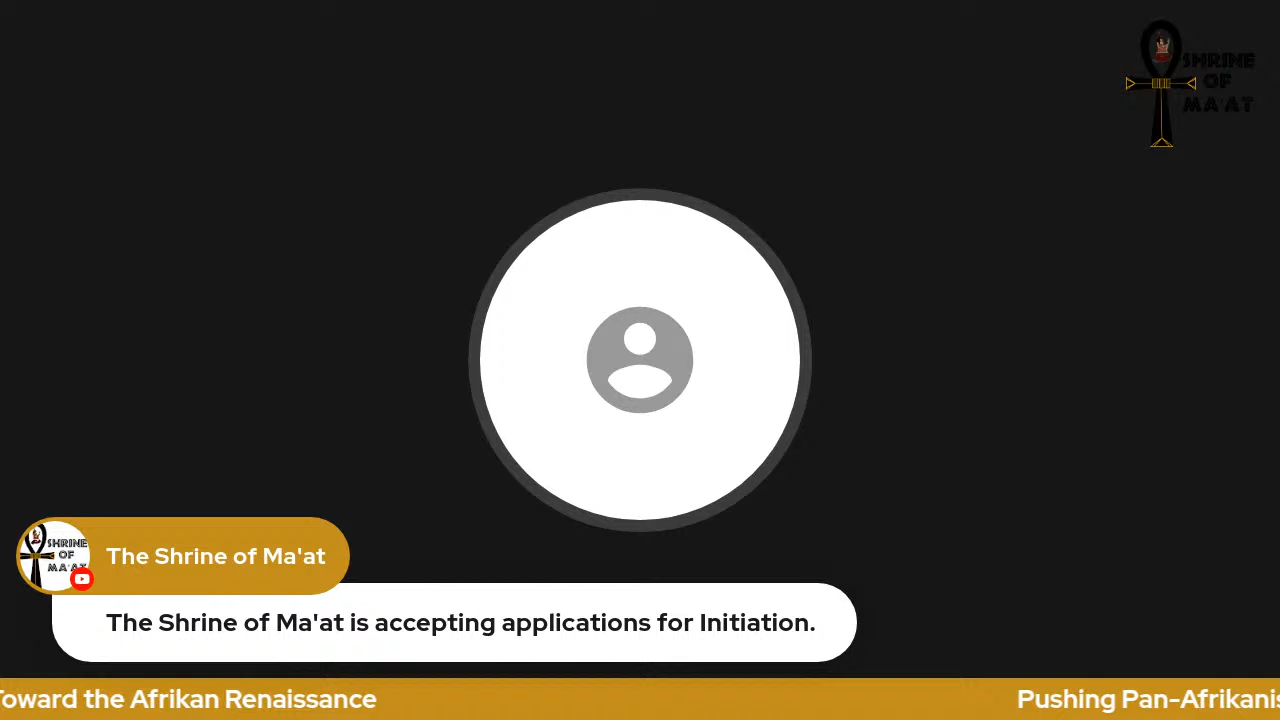 SHRINE
OF
MA'AT
SHRINE
OF
MA'AT
The Shrine of Ma'at
The Shrine of Ma'at is accepting applications for Initiation.
Toward the Afrikan Renaissance
Pushing Pan-Afrikanis